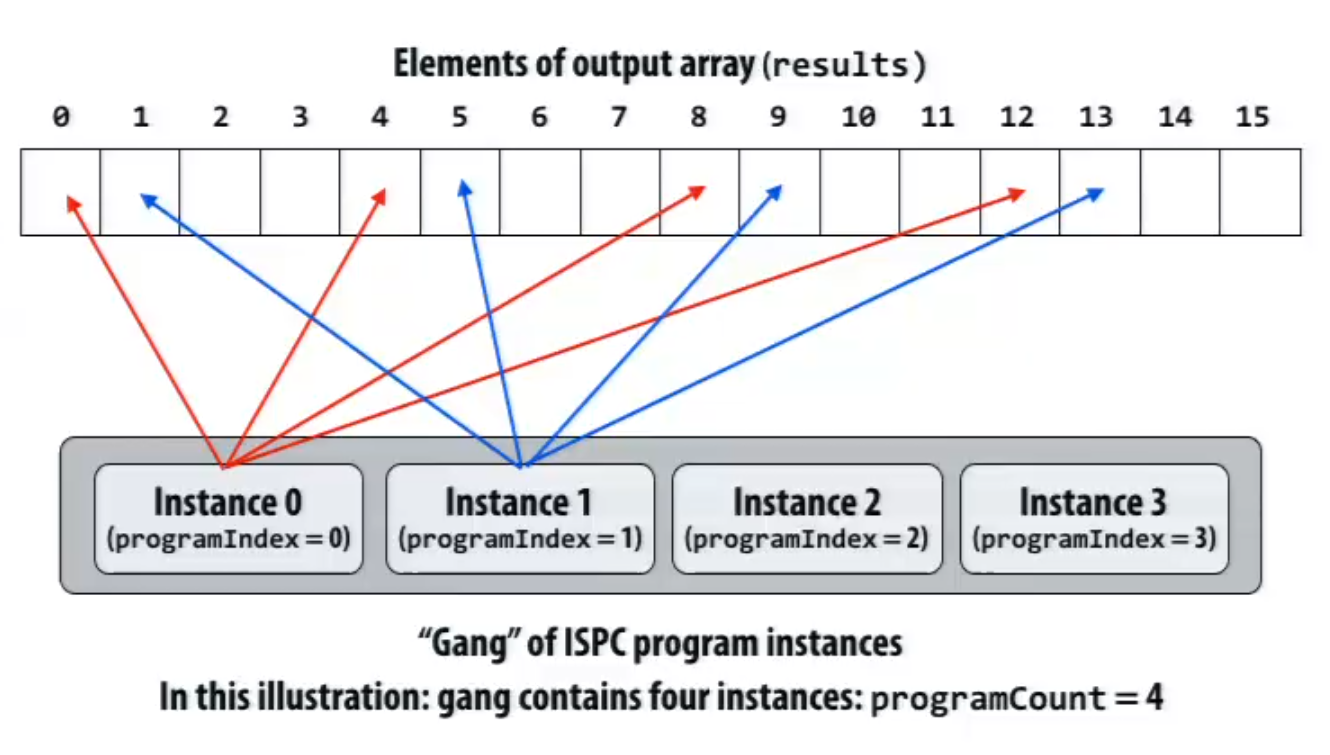 Elements of output array (results)
0 1 2 3 4 5 6 7 8 9 10 11 12 13 14 15
Instance 0 Instance 1 Instance 2 Instance 3
(programIndex = 0) (programIndex = 1) (programIndex = 2) (programIndex = 3)
“Gang” of ISPC program instances
In this illustration: gang contains four instances: programCount = 4